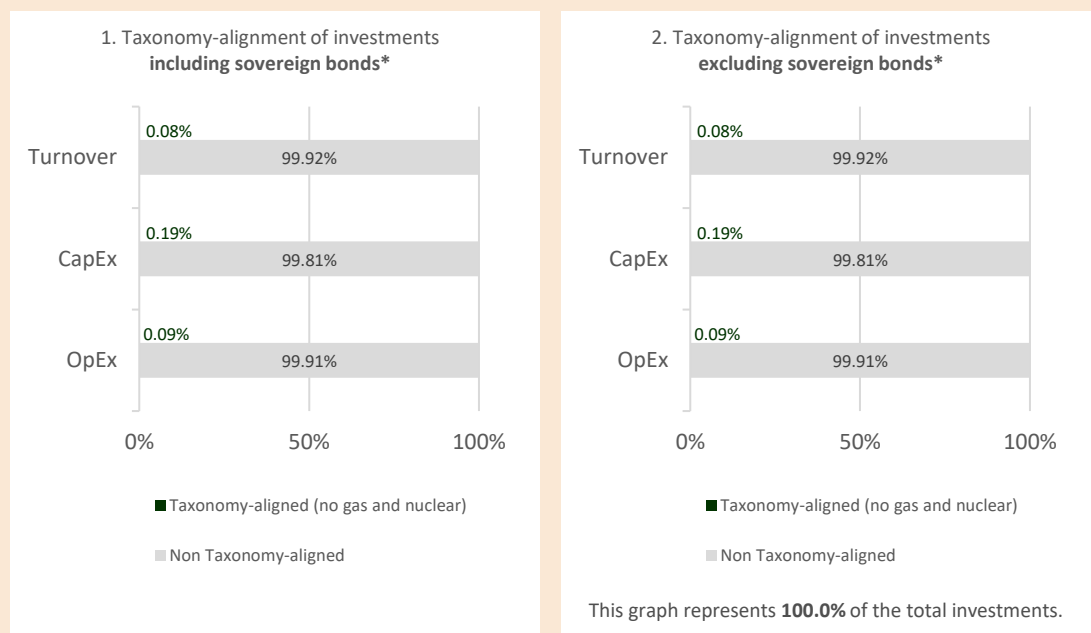 1. Taxonomy-alignment of investments
including sovereign bonds*
0.08%
Turnover
99.92%
0.19%
CapEx
99.81%
0.09%
OpEx
99.91%
0%
50%
100%
Taxonomy-aligned (no gas and nuclear)
Non Taxonomy-aligned
2. Taxonomy-alignment of investments
excluding sovereign bonds*
0.08%
Turnover
99.92%
0.19%
CapEx
99.81%
0.09%
OpEx
99.91%
0%
50%
100%
Taxonomy-aligned (no gas and nuclear)
Non Taxonomy-aligned
This graph represents 100.0% of the total investments.